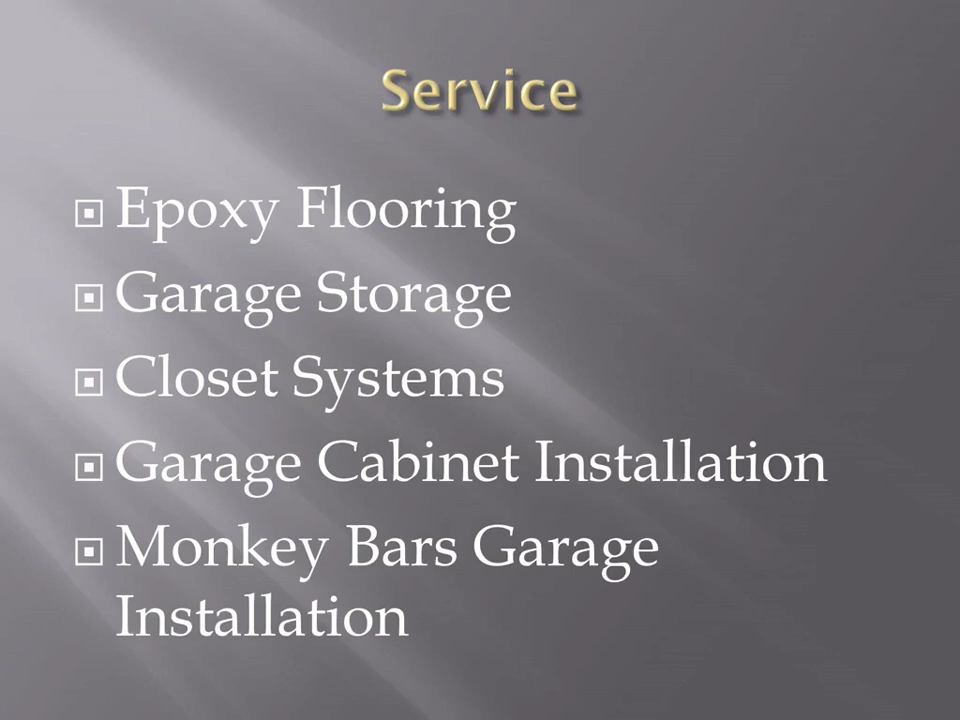 Service
Epoxy Flooring
Garage Storage
Closet Systems
Garage Cabinet Installation
Monkey Bars Garage
Installation